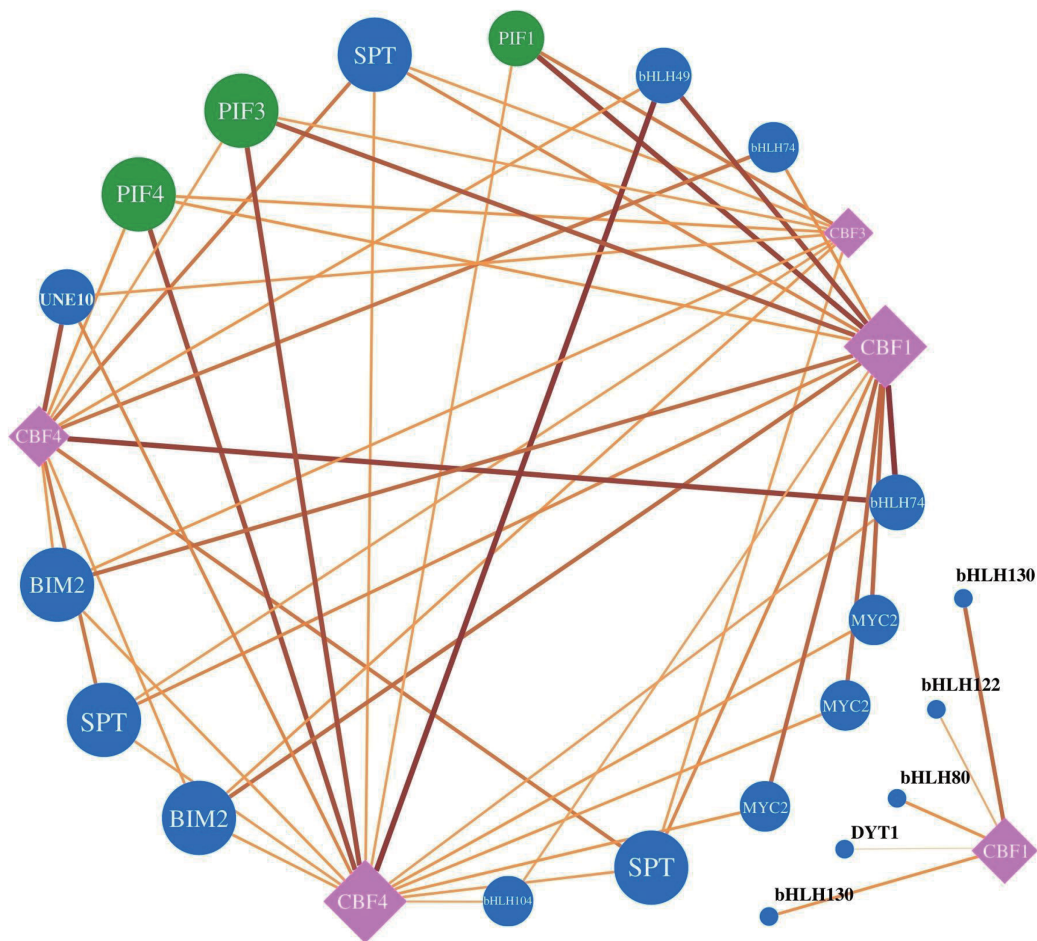 PIF1
SPT
bHLH49
PIF3
bHLH74
PIF4
CBF3
UNE10
CBF1
CBF4
bHLH74
BIM2
bHLH130
MYC2
MYC2
bHLH122
SPT
bHLH80
MYC2
BIM2
DYT1
CBF1
SPT
CBF4
bHLH104
bHLH130